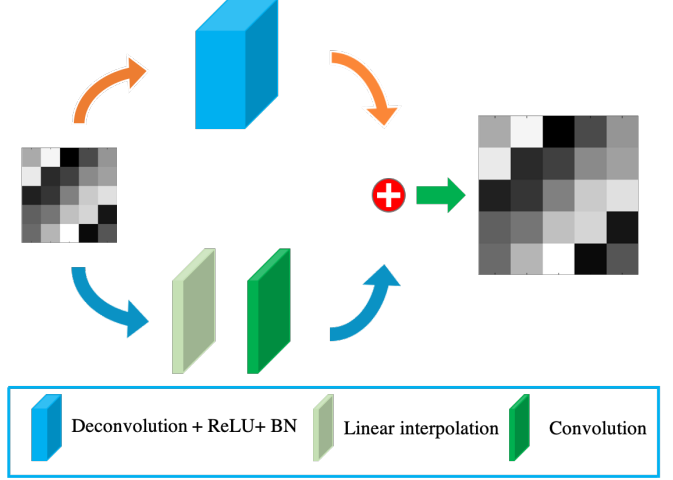 Deconvolution + ReLU+ BN
Linear interpolation
Convolution